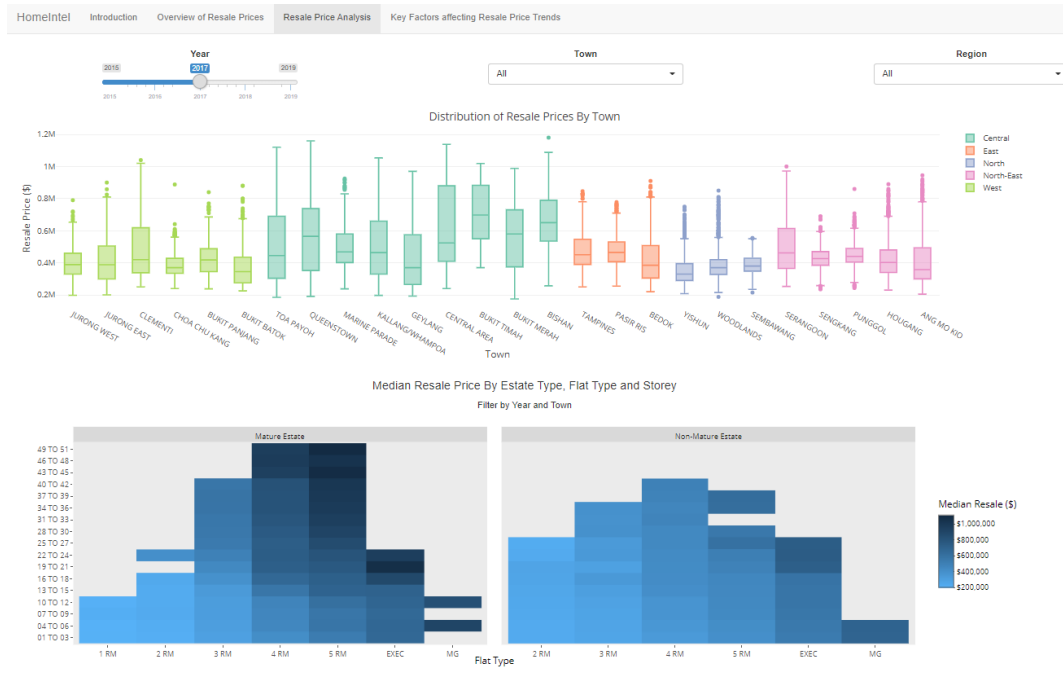 HomeIntel Introduction Overview of Resale Prices Resale Price Analysis Key Factors affecting Resale Price Trends
Year Town Region
2015 2017 2019
All All
2015 2016 2017 2018 2019
Distribution of Resale Prices By Town
Resale Price ($)
1.2M
1M
0.8M
0.6M
0.4M
0.2M
Central
East
North
North-East
West
JURONG WEST
JURONG EAST
CLEMENTI
CHOA CHU KANG
BUKIT PANJANG
BUKIT BATOK
TOA PAYOH
QUEENSTOWN
MARINE PARADE
KALLANG/WHAMPOA
GEYLANG
CENTRAL AREA
BUKIT TIMAH
BUKIT MERAH
BISHAN
TAMPINES
PASIR RIS
BEDOK
YISHUN
WOODLANDS
SEMBAWANG
SERANGOON
SENGKANG
PUNGGOL
HOUGANG
ANG MO KIO
Town
Median Resale Price By Estate Type, Flat Type and Storey
Filter by Year and Town
Mature Estate Non-Mature Estate
49 TO 51
46 TO 48
43 TO 45
40 TO 42
37 TO 39
34 TO 36
31 TO 33
28 TO 30
25 TO 27
22 TO 24
19 TO 21
16 TO 18
13 TO 15
10 TO 12
07 TO 09
04 TO 06
01 TO 03
1 RM 2 RM 3 RM 4 RM 5 RM EXEC MG 2 RM 3 RM 4 RM 5 RM EXEC MG
Flat Type
Median Resale ($)
$1,000,000
$800,000
$600,000
$400,000
$200,000